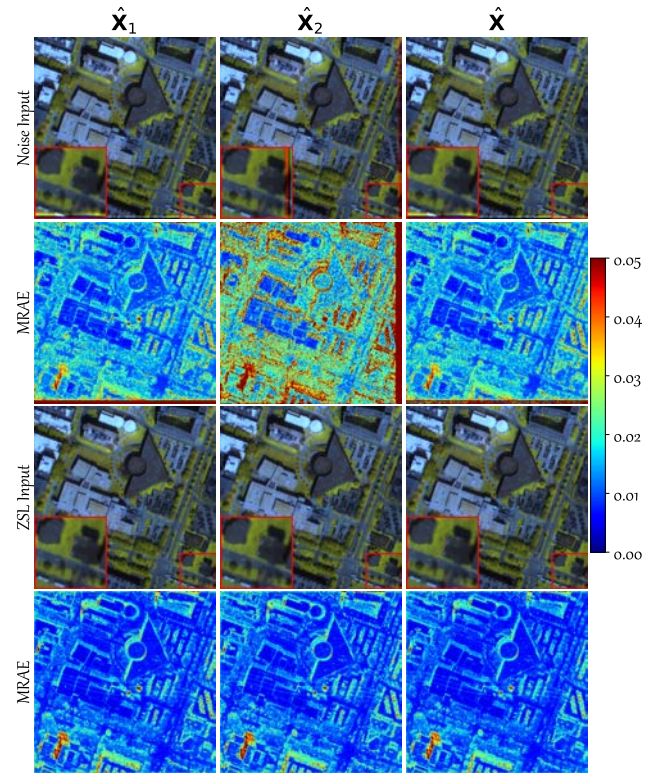 X̂₁ X̂₂ X̂
Noise Input
MRAE
0.05
0.04
0.03
0.02
0.01
0.00
ZSL Input
MRAE